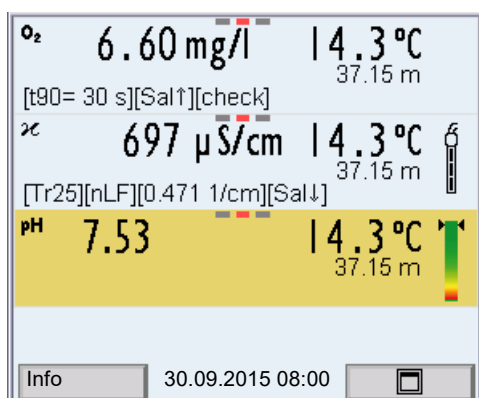 O₂ 6.60 mg/l 14.3 °C
37.15 m
[t90= 30 s][Sal↑][check]
ϰ 697 µS/cm 14.3 °C
37.15 m
[Tr25][nLF][0.471 1/cm][Sal↓]
pH 7.53 14.3 °C
37.15 m
Info 30.09.2015 08:00